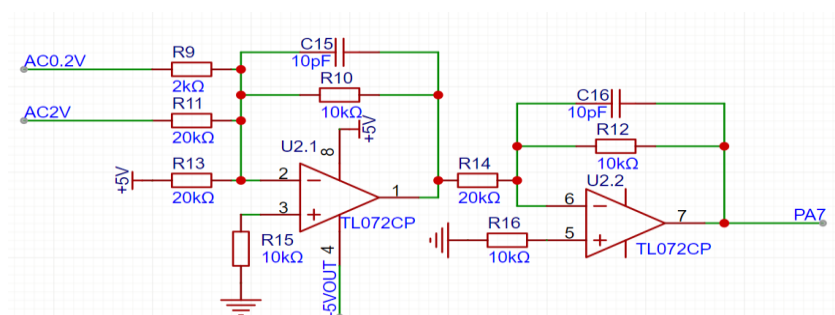 AC0.2V
R9
2kΩ
C15
10pF
R10
10kΩ
AC2V
R11
20kΩ
+5V
R13
20kΩ
U2.1
8
+5V
2
3
1
TL072CP
4
-5VOUT
R15
10kΩ
R14
20kΩ
C16
10pF
R12
10kΩ
U2.2
6
5
7
TL072CP
R16
10kΩ
PA7